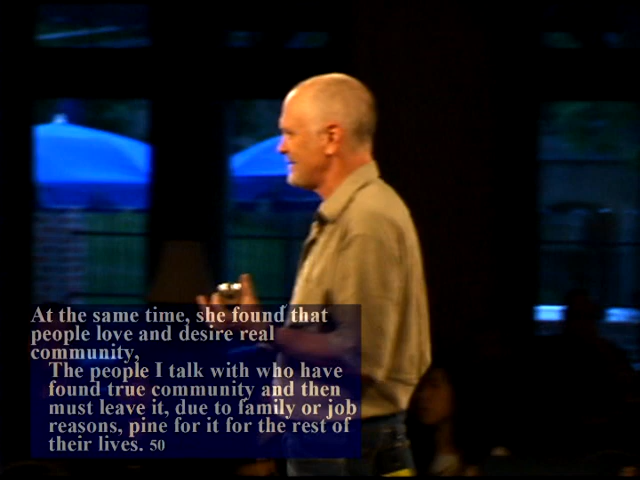 At the same time, she found that
people love and desire real
community,
The people I talk with who have
found true community and then
must leave it, due to family or job
reasons, pine for it for the rest of
their lives. 50